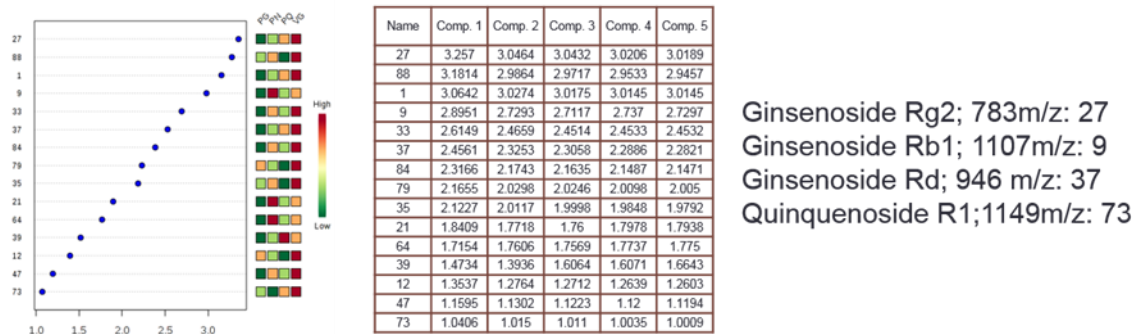 PG PN PQ VG
27
88
1
9
33
37
84
79
35
21
64
39
12
47
73
1.0 1.5 2.0 2.5 3.0
High
Low
Name Comp. 1 Comp. 2 Comp. 3 Comp. 4 Comp. 5
27 3.257 3.0464 3.0432 3.0206 3.0189
88 3.1814 2.9864 2.9717 2.9533 2.9457
1 3.0642 3.0274 3.0175 3.0145 3.0145
9 2.8951 2.7293 2.7117 2.737 2.7297
33 2.6149 2.4659 2.4514 2.4533 2.4532
37 2.4561 2.3253 2.3058 2.2886 2.2821
84 2.3166 2.1743 2.1635 2.1487 2.1471
79 2.1655 2.0298 2.0246 2.0098 2.005
35 2.1227 2.0117 1.9998 1.9848 1.9792
21 1.8409 1.7718 1.76 1.7978 1.7938
64 1.7154 1.7606 1.7569 1.7737 1.775
39 1.4734 1.3936 1.6064 1.6071 1.6643
12 1.3537 1.2764 1.2712 1.2639 1.2603
47 1.1595 1.1302 1.1223 1.12 1.1194
73 1.0406 1.015 1.011 1.0035 1.0009
Ginsenoside Rg2; 783m/z: 27
Ginsenoside Rb1; 1107m/z: 9
Ginsenoside Rd; 946 m/z: 37
Quinquenoside R1;1149m/z: 73